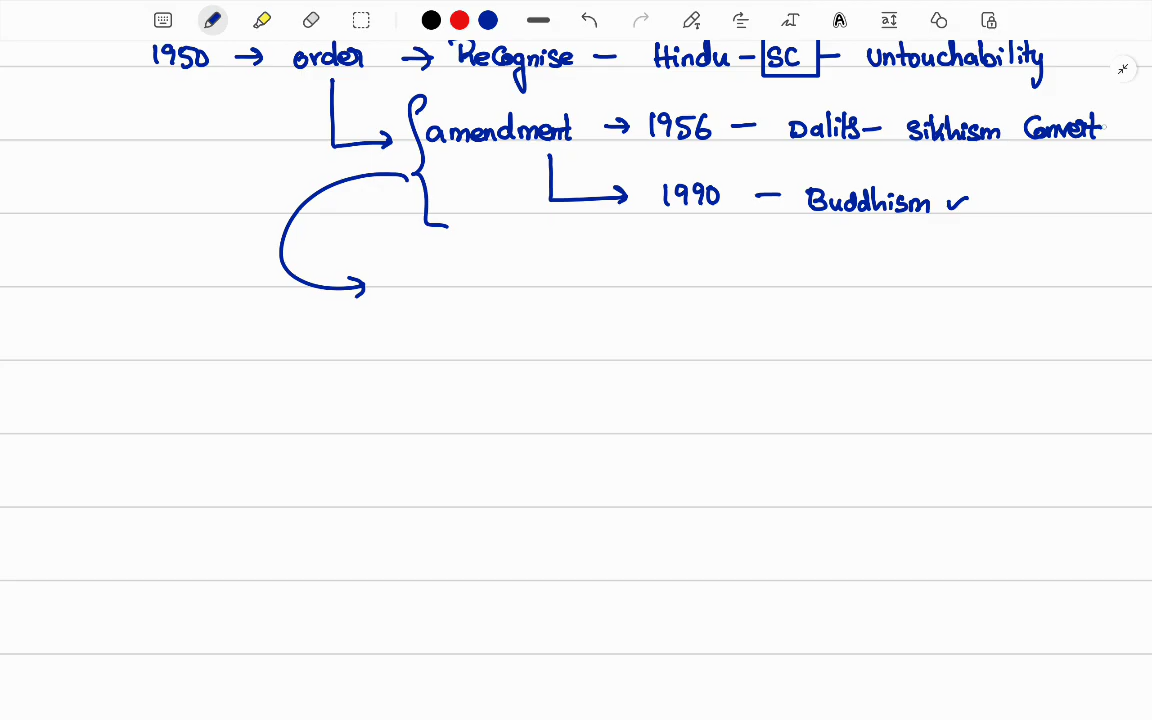 1950 → order → Recognise – Hindu – SC – Untouchability
amendment → 1956 – Dalits – Sikhism Convert
1990 – Buddhism ✓